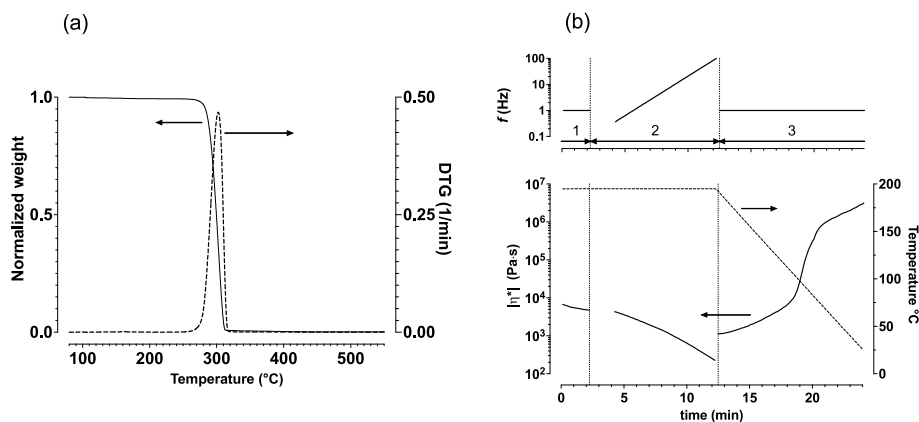 (a)
Normalized weight
1.0
0.5
0.0
0.50
0.25
0.00
DTG (1/min)
100 200 300 400 500
Temperature (°C)
(b)
f (Hz)
100
10
1
0.1
1 2 3
|η*| (Pa·s)
10⁷
10⁶
10⁵
10⁴
10³
10²
200
150
100
50
0
Temperature °C
0 5 10 15 20
time (min)